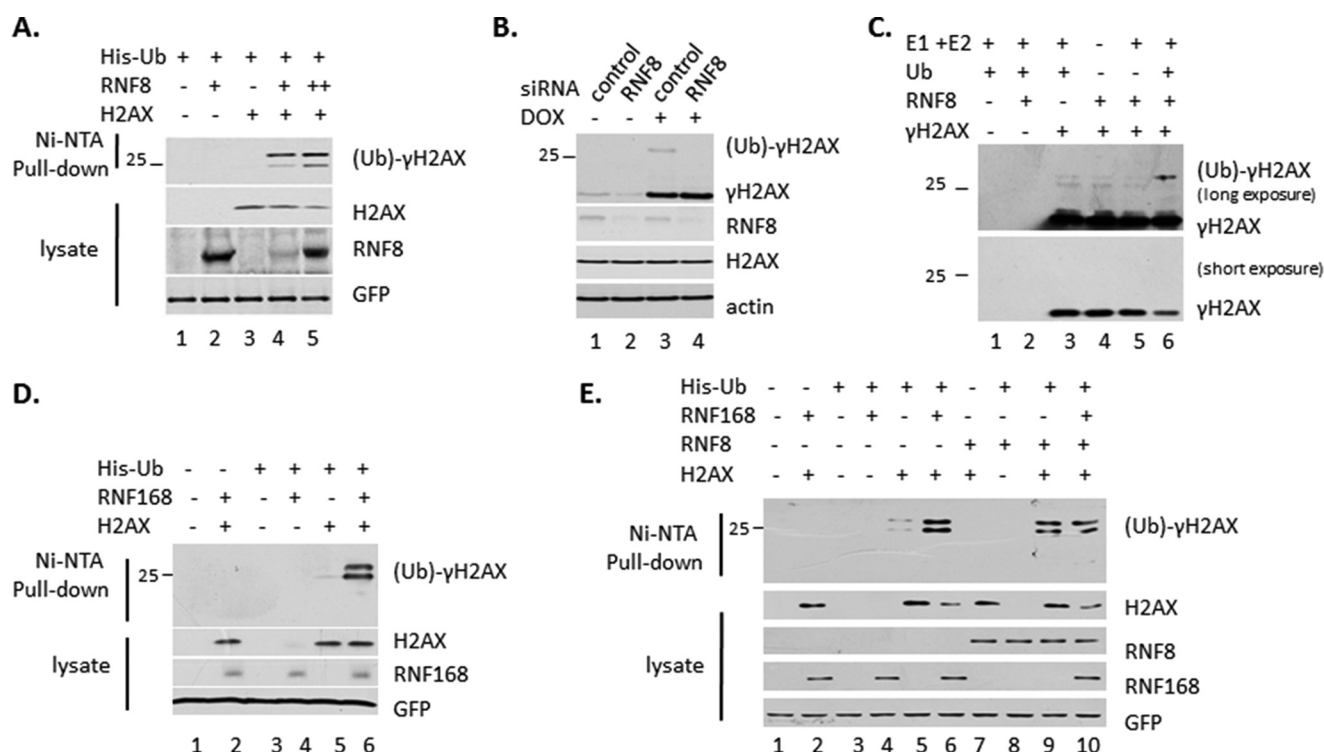 A.
His-Ub + + + + +
RNF8 - + - + ++
H2AX - - + + +
Ni-NTA
Pull-down
25
(Ub)-γH2AX
lysate
H2AX
RNF8
GFP
1 2 3 4 5
B.
siRNA control RNF8 control RNF8
DOX - - + +
25
(Ub)-γH2AX
γH2AX
RNF8
H2AX
actin
1 2 3 4
C.
E1 +E2 + + + - + +
Ub + + + - - +
RNF8 - + - + + +
γH2AX - - + + + +
25
(Ub)-γH2AX
(long exposure)
γH2AX
25
(short exposure)
γH2AX
1 2 3 4 5 6
D.
His-Ub - - + + + +
RNF168 - + - + - +
H2AX - + - - + +
Ni-NTA
Pull-down
25
(Ub)-γH2AX
lysate
H2AX
RNF168
GFP
1 2 3 4 5 6
E.
His-Ub - - + + + + - + + +
RNF168 - + - + - + - - - +
RNF8 - - - - - - + + + +
H2AX - + - - + + + - + +
Ni-NTA
Pull-down
25
(Ub)-γH2AX
lysate
H2AX
RNF8
RNF168
GFP
1 2 3 4 5 6 7 8 9 10